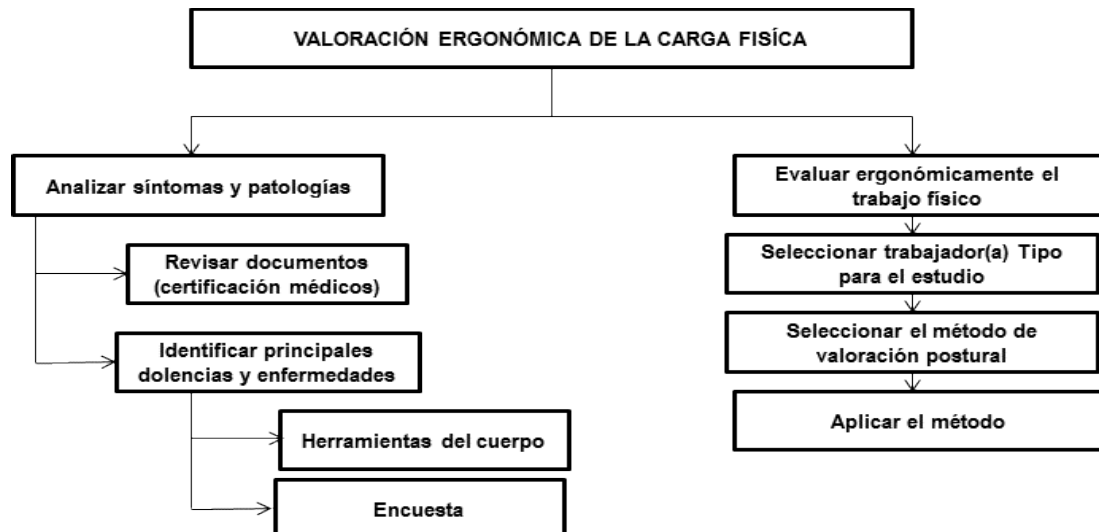 VALORACIÓN ERGONÓMICA DE LA CARGA FISÍCA
Analizar síntomas y patologías
Revisar documentos
(certificación médicos)
Identificar principales
dolencias y enfermedades
Herramientas del cuerpo
Encuesta
Evaluar ergonómicamente el
trabajo físico
Seleccionar trabajador(a) Tipo
para el estudio
Seleccionar el método de
valoración postural
Aplicar el método